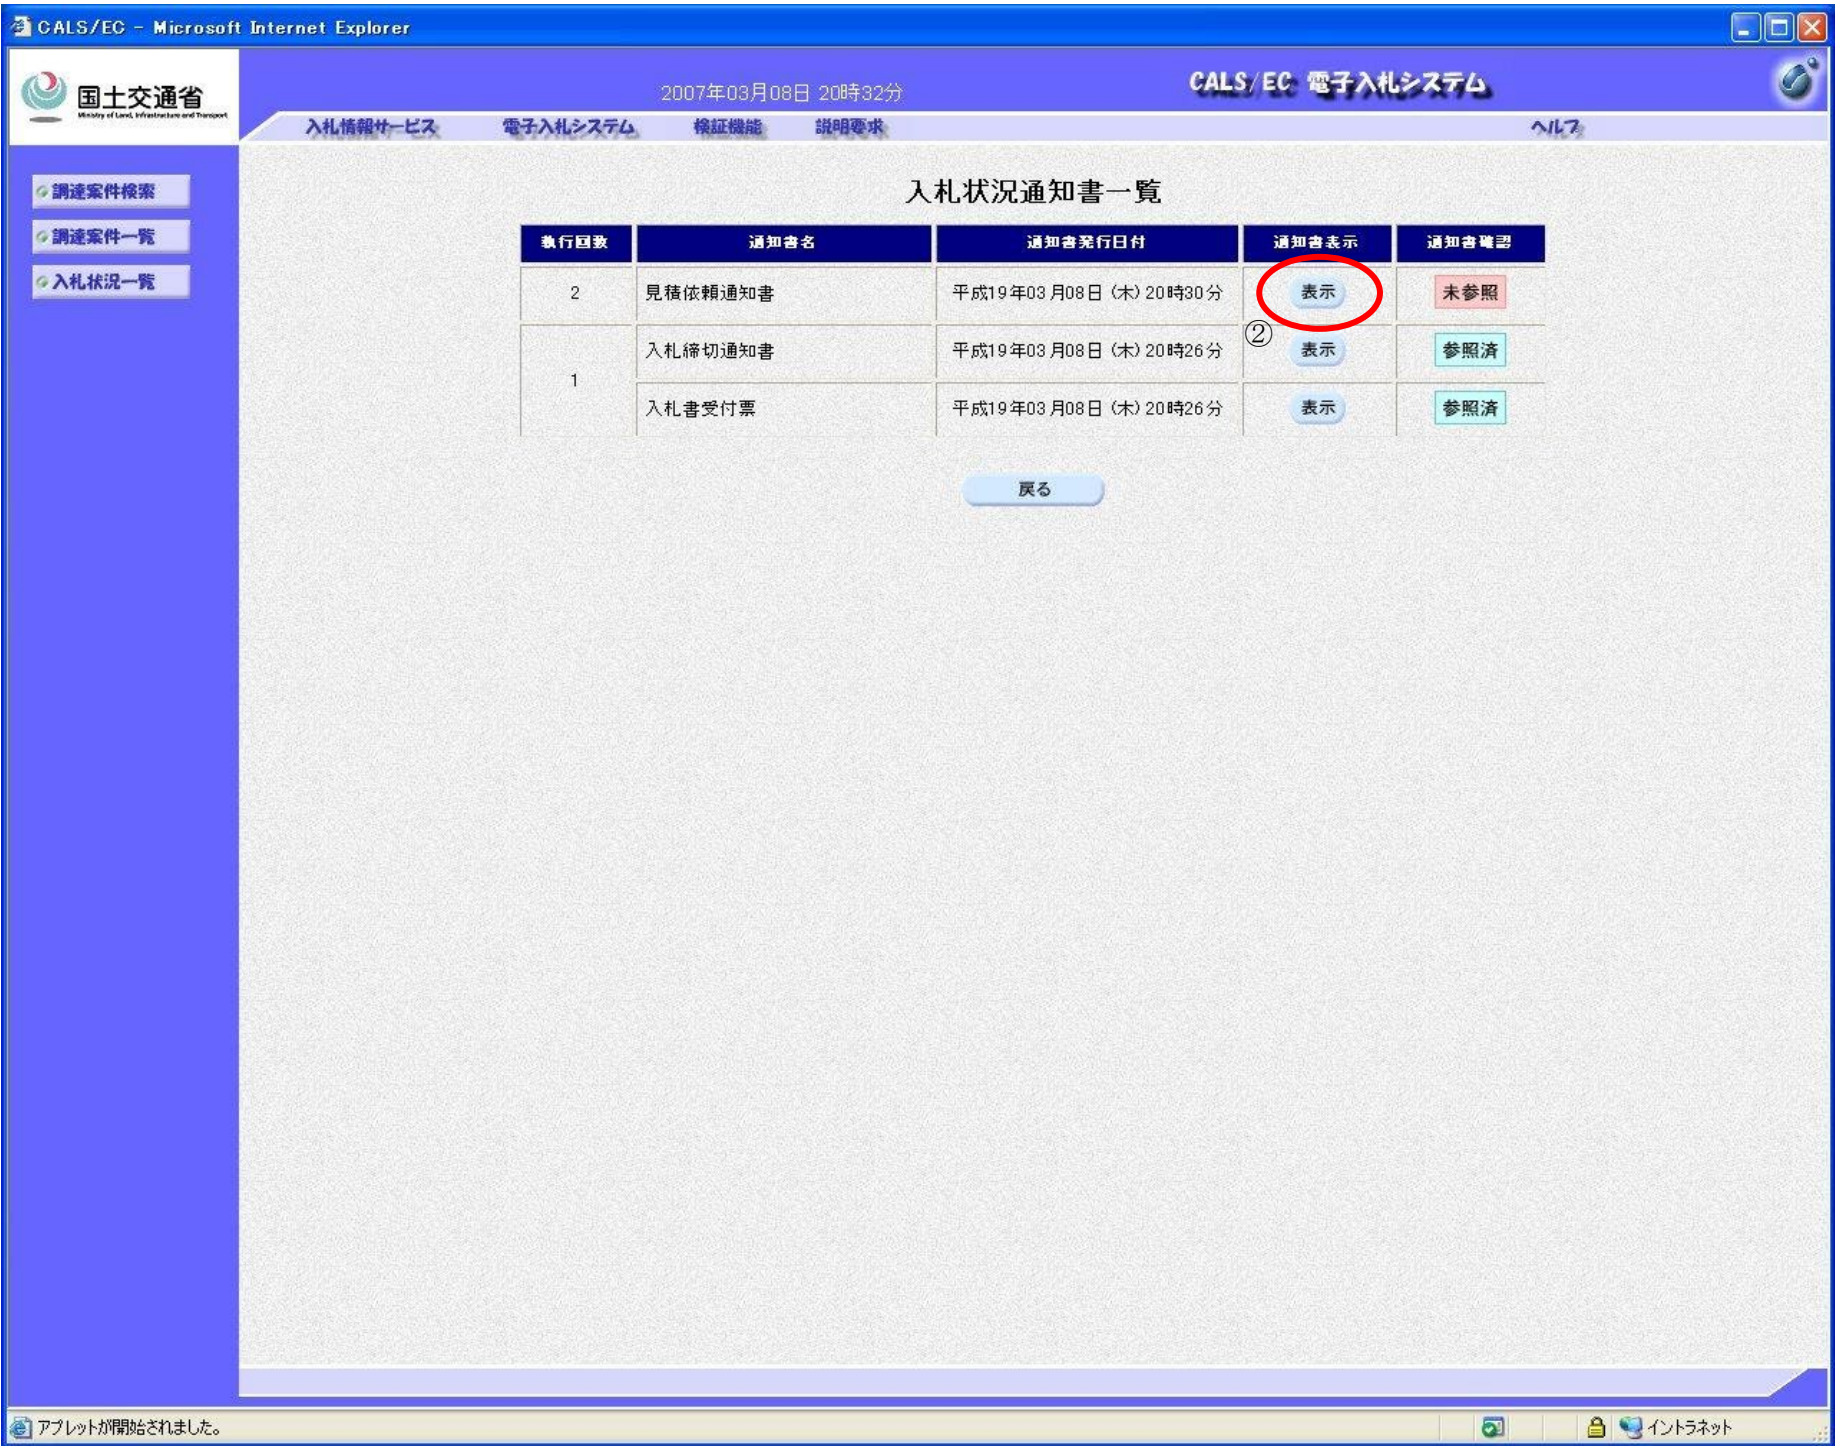 CALS/EC - Microsoft Internet Explorer
国土交通省
Ministry of Land, Infrastructure and Transport
2007年03月08日 20時32分
CALS/EC 電子入札システム
入札情報サービス 電子入札システム 検証機能 説明要求 ヘルプ
調達案件検索
調達案件一覧
入札状況一覧
入札状況通知書一覧
執行回数 通知書名 通知書発行日付 通知書表示 通知書確認
2 見積依頼通知書 平成19年03月08日（木）20時30分 表示 未参照
②
1 入札締切通知書 平成19年03月08日（木）20時26分 表示 参照済
入札書受付票 平成19年03月08日（木）20時26分 表示 参照済
戻る
アプレットが開始されました。
イントラネット